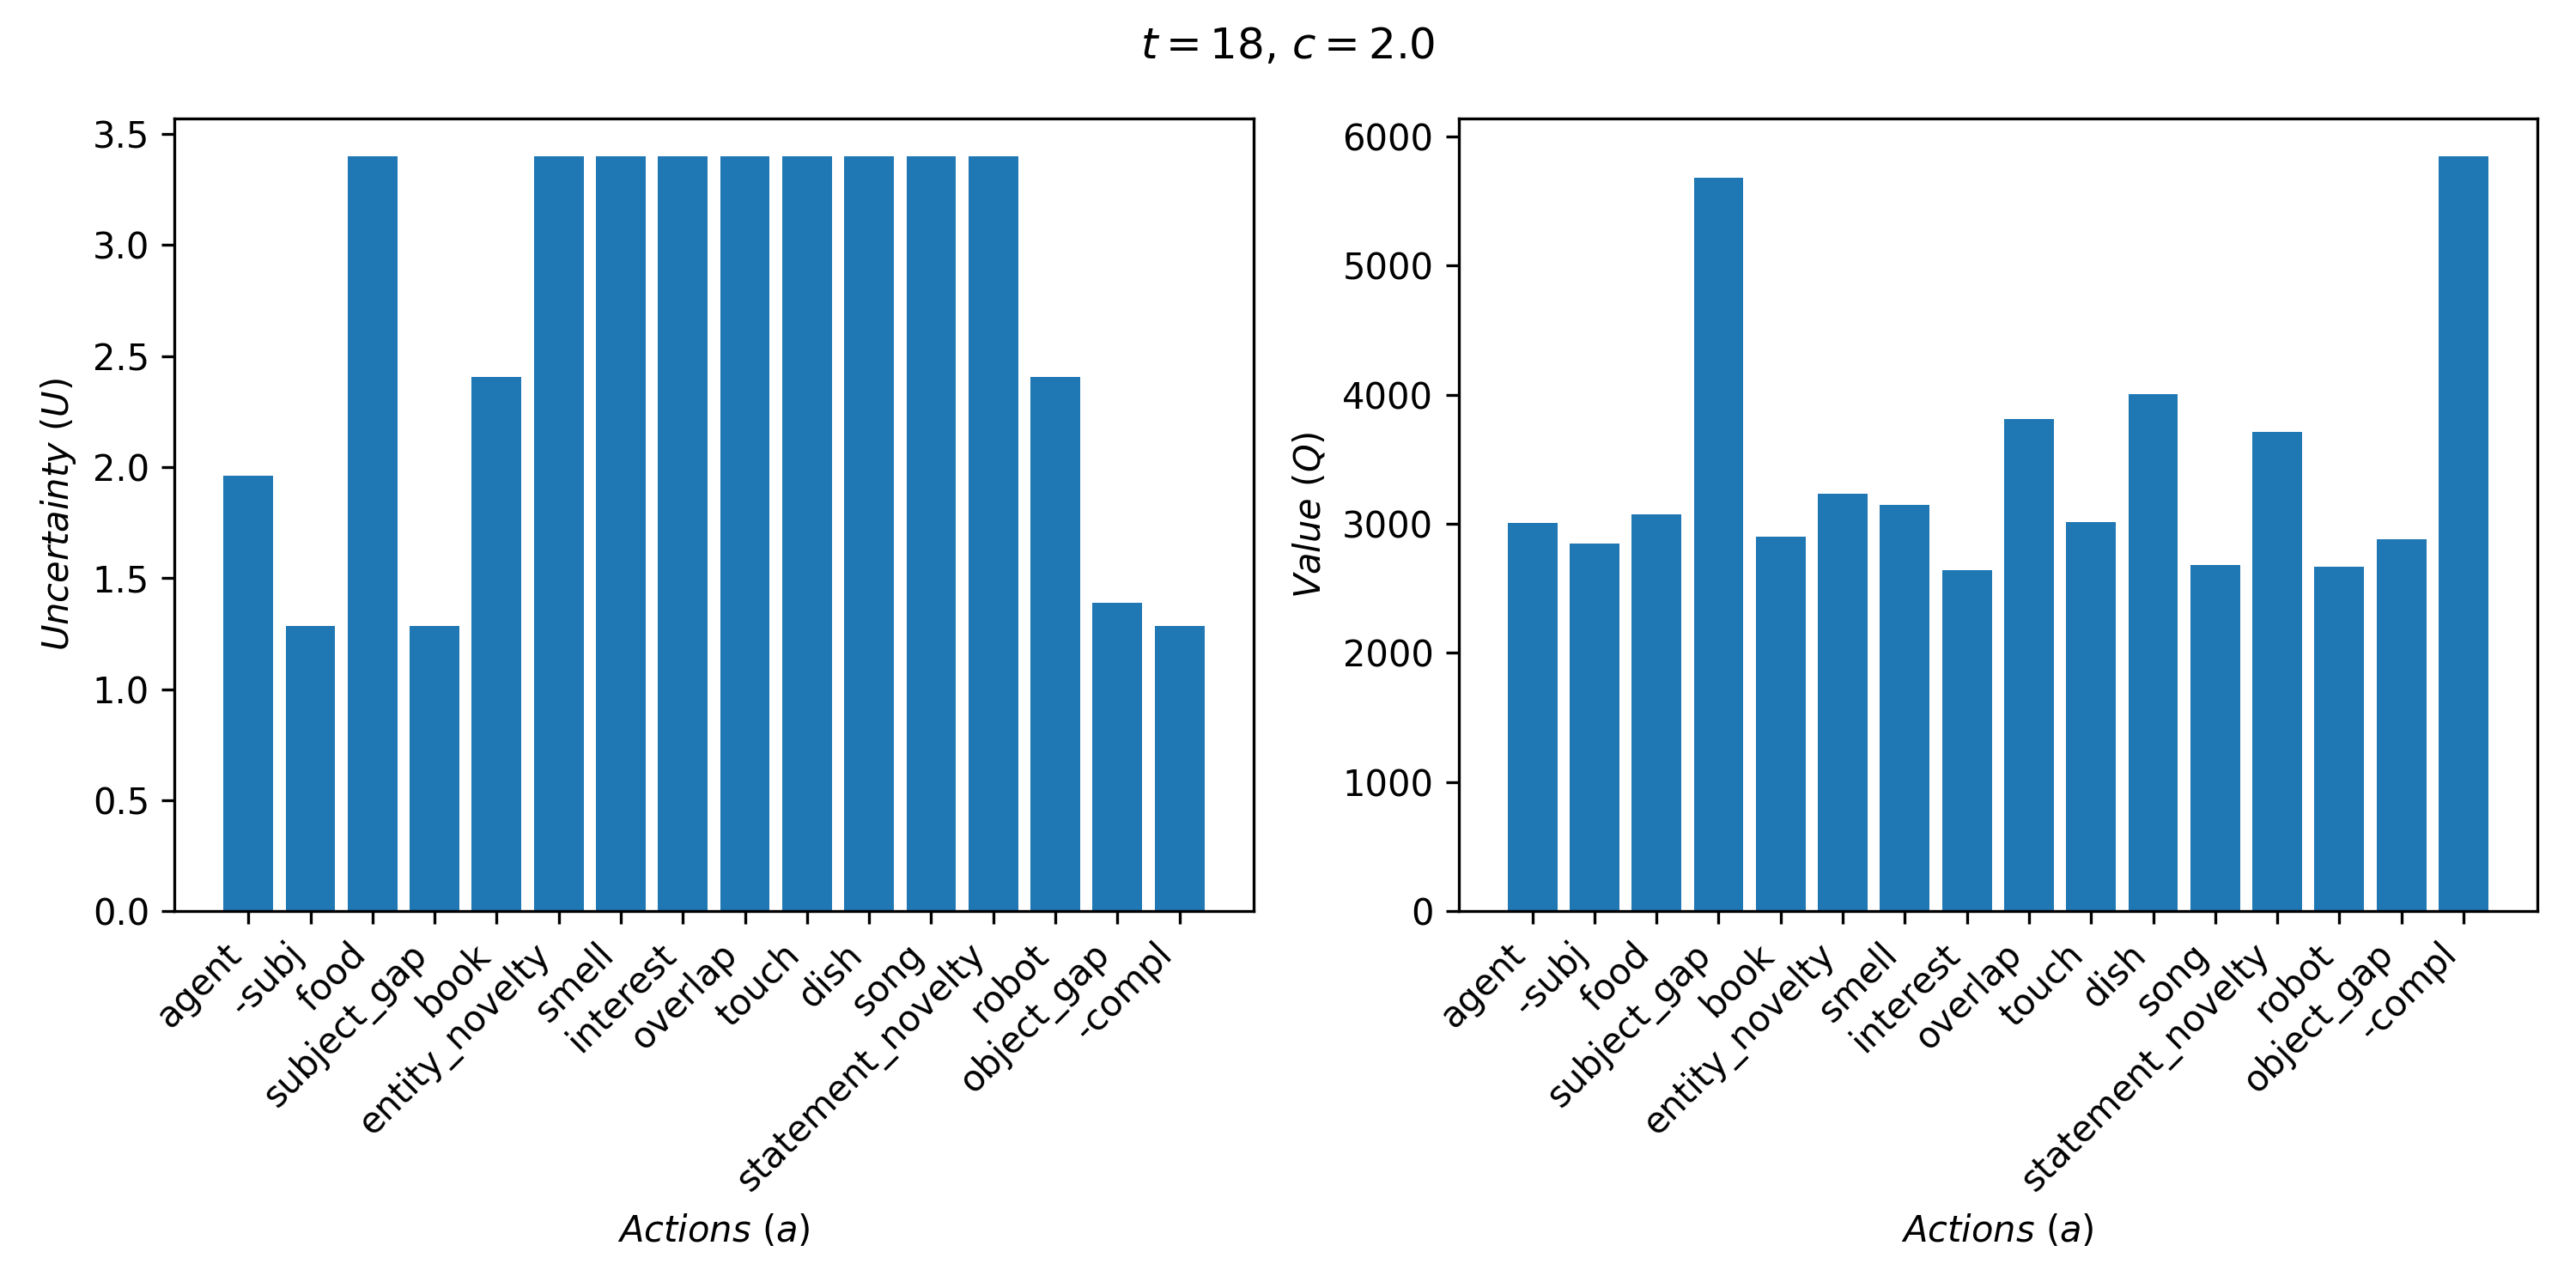 t = 18, c = 2.0
Uncertainty (U)
3.5
3.0
2.5
2.0
1.5
1.0
0.5
0.0
agent
-subj
food
subject_gap
book
entity_novelty
smell
interest
overlap
touch
dish
song
statement_novelty
robot
object_gap
-compl
Actions (a)
Value (Q)
6000
5000
4000
3000
2000
1000
0
agent
-subj
food
subject_gap
book
entity_novelty
smell
interest
overlap
touch
dish
song
statement_novelty
robot
object_gap
-compl
Actions (a)